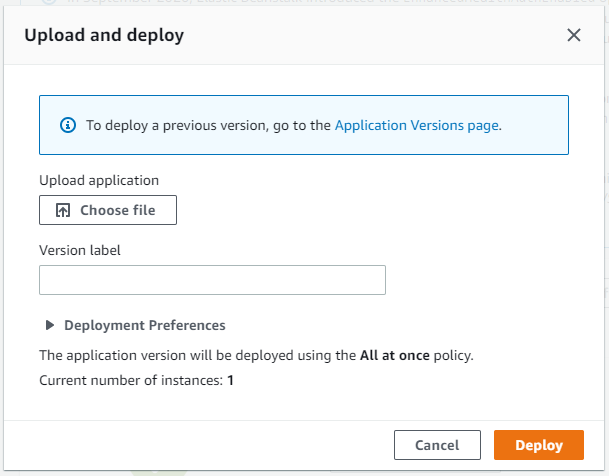 Upload and deploy
To deploy a previous version, go to the Application Versions page.
Upload application
Choose file
Version label
Deployment Preferences
The application version will be deployed using the All at once policy.
Current number of instances: 1
Cancel
Deploy